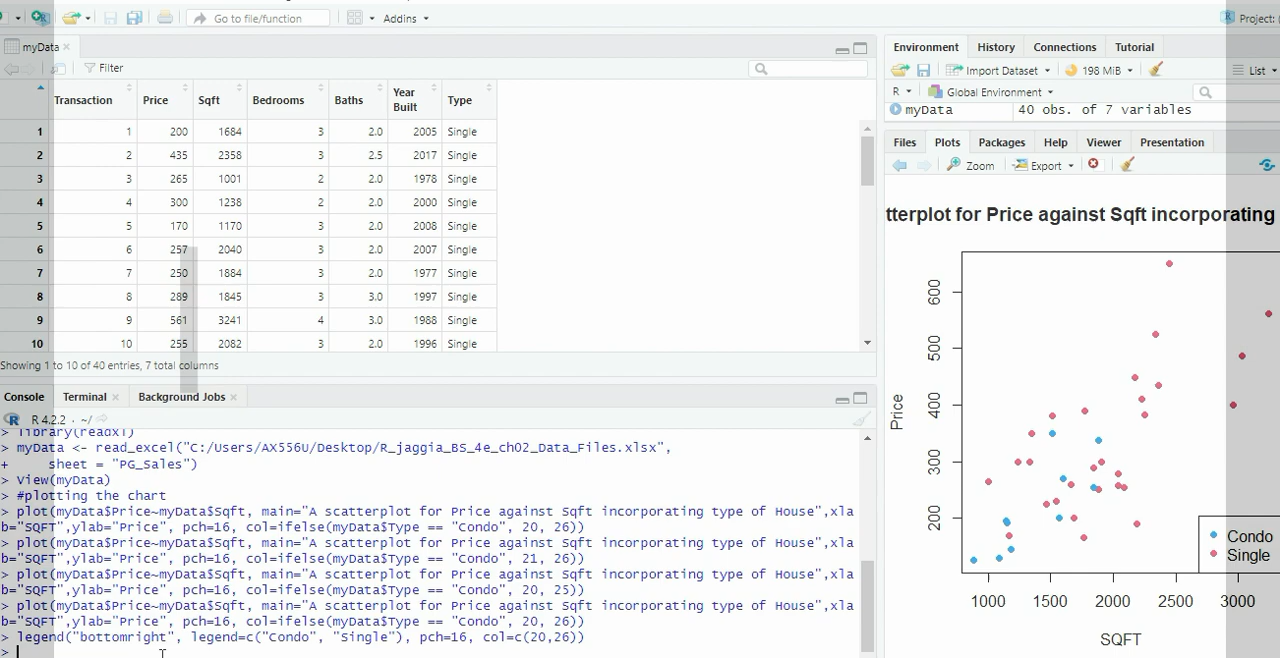 Go to file/function Addins Project: (
myData
Filter
Transaction Price Sqft Bedrooms Baths Year Built Type
1 1 200 1684 3 2.0 2005 Single
2 2 435 2358 3 2.5 2017 Single
3 3 265 1001 2 2.0 1978 Single
4 4 300 1238 2 2.0 2000 Single
5 5 170 1170 3 2.0 2008 Single
6 6 257 2040 3 2.0 2007 Single
7 7 250 1884 3 2.0 1977 Single
8 8 289 1845 3 3.0 1997 Single
9 9 561 3241 4 3.0 1988 Single
10 10 255 2082 3 2.0 1996 Single
Showing 1 to 10 of 40 entries, 7 total columns
Console Terminal Background Jobs
R 4.2.2 · ~/
> library(readxl)
> myData <- read_excel("C:/Users/AX556U/Desktop/R_jaggia_BS_4e_ch02_Data_Files.xlsx",
+ sheet = "PG_Sales")
> View(myData)
> #plotting the chart
> plot(myData$Price~myData$Sqft, main="A scatterplot for Price against Sqft incorporating type of House",xla
b="SQFT",ylab="Price", pch=16, col=ifelse(myData$Type == "Condo", 20, 26))
> plot(myData$Price~myData$Sqft, main="A scatterplot for Price against Sqft incorporating type of House",xla
b="SQFT",ylab="Price", pch=16, col=ifelse(myData$Type == "Condo", 21, 26))
> plot(myData$Price~myData$Sqft, main="A scatterplot for Price against Sqft incorporating type of House",xla
b="SQFT",ylab="Price", pch=16, col=ifelse(myData$Type == "Condo", 20, 25))
> plot(myData$Price~myData$Sqft, main="A scatterplot for Price against Sqft incorporating type of House",xla
b="SQFT",ylab="Price", pch=16, col=ifelse(myData$Type == "Condo", 20, 26))
> legend("bottomright", legend=c("Condo", "Single"), pch=16, col=c(20,26))
>
Environment History Connections Tutorial
Import Dataset 198 MiB List
R Global Environment
myData 40 obs. of 7 variables
Files Plots Packages Help Viewer Presentation
Zoom Export
tterplot for Price against Sqft incorporating
Price
600
500
400
300
200
Condo
Single
1000 1500 2000 2500 3000
SQFT